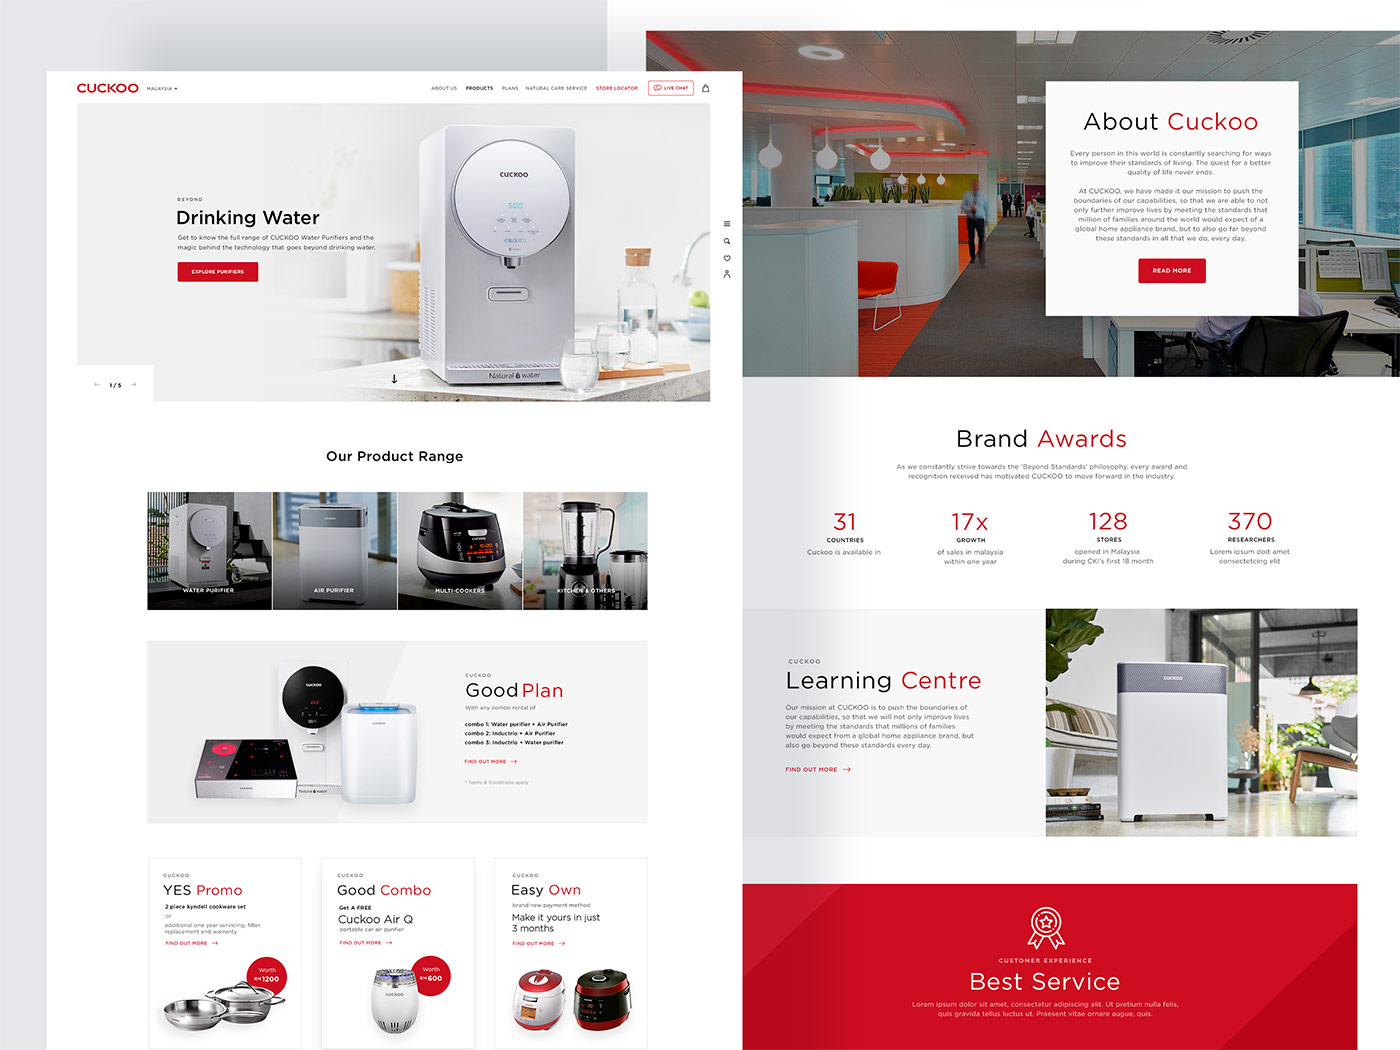 CUCKOO
MALAYSIA
ABOUT US
PRODUCTS
PLANS
NATURAL CARE SERVICE
STORE LOCATOR
LIVE CHAT
BEYOND
Drinking Water
Get to know the full range of CUCKOO Water Purifiers and the
magic behind the technology that goes beyond drinking water.
EXPLORE PURIFIERS
CUCKOO
Natural water
1 / 5
Our Product Range
WATER PURIFIER
AIR PURIFIER
MULTI-COOKERS
KITCHEN & OTHERS
CUCKOO
Good Plan
With any combo rental of
combo 1: Water purifier + Air Purifier
combo 2: Inductrio + Air Purifier
combo 3: Inductrio + Water purifier
FIND OUT MORE
* Terms & Conditions apply
CUCKOO
CUCKOO
CUCKOO
Natural water
CUCKOO
YES Promo
2 piece kyndell cookware set
or
additional one year servicing, filter
replacement and warranty
FIND OUT MORE
Worth
RM 1200
CUCKOO
Good Combo
Get A FREE
Cuckoo Air Q
portable car air purifier
FIND OUT MORE
Worth
RM 600
CUCKOO
CUCKOO
Easy Own
brand new payment method
Make it yours in just
3 months
FIND OUT MORE
About Cuckoo
Every person in this world is constantly searching for ways
to improve their standards of living. The quest for a better
quality of life never ends.
At CUCKOO, we have made it our mission to push the
boundaries of our capabilities, so that we are able to not
only further improve lives by meeting the standards that
million of families around the world would expect of a
global home appliance brand, but to also go far beyond
these standards in all that we do, every day.
READ MORE
Brand Awards
As we constantly strive towards the 'Beyond Standards' philosophy, every award and
recognition received has motivated CUCKOO to move forward in the industry.
31
COUNTRIES
Cuckoo is available in
17x
GROWTH
of sales in malaysia
within one year
128
STORES
opened in Malaysia
during CKI's first 18 month
370
RESEARCHERS
Lorem ipsum doit amet
consectetcing elit
CUCKOO
Learning Centre
Our mission at CUCKOO is to push the boundaries of
our capabilities, so that we will not only improve lives
by meeting the standards that millions of families
would expect from a global home appliance brand, but
also go beyond these standards every day.
FIND OUT MORE
CUCKOO
CUSTOMER EXPERIENCE
Best Service
Lorem ipsum dolor sit amet, consectetur adipiscing elit. Ut pretium nulla felis,
quis gravida tellus luctus ut. Praesent vitae ornare augue, quis.